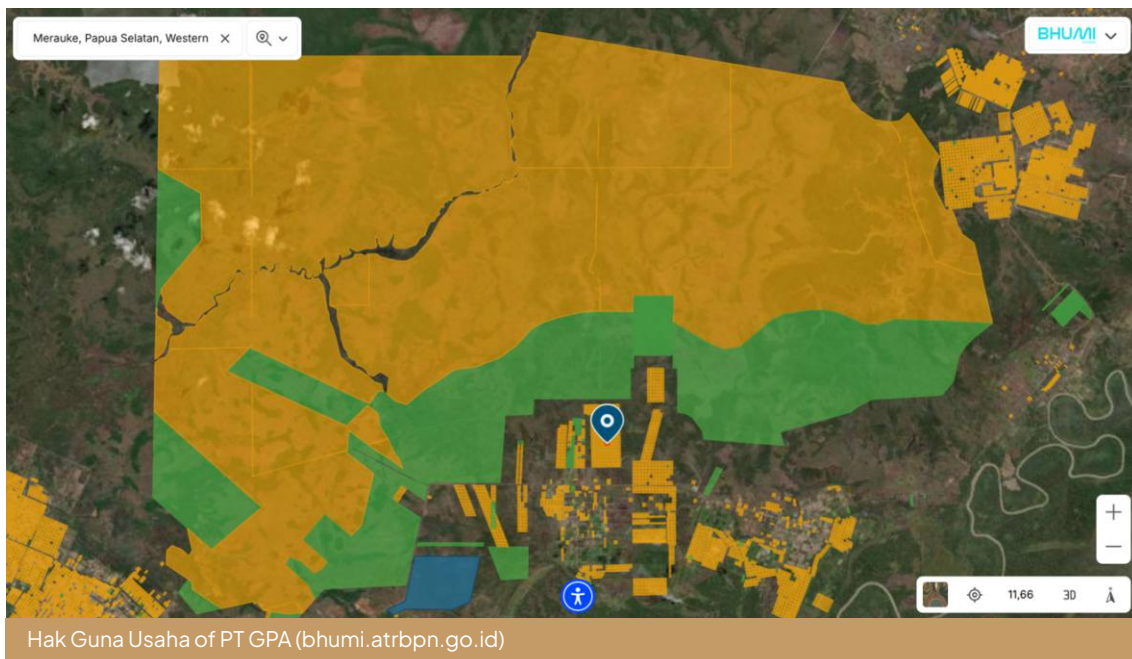 Merauke, Papua Selatan, Western
BHUMI
11,66
3D
Hak Guna Usaha of PT GPA (bhumi.atrbpn.go.id)